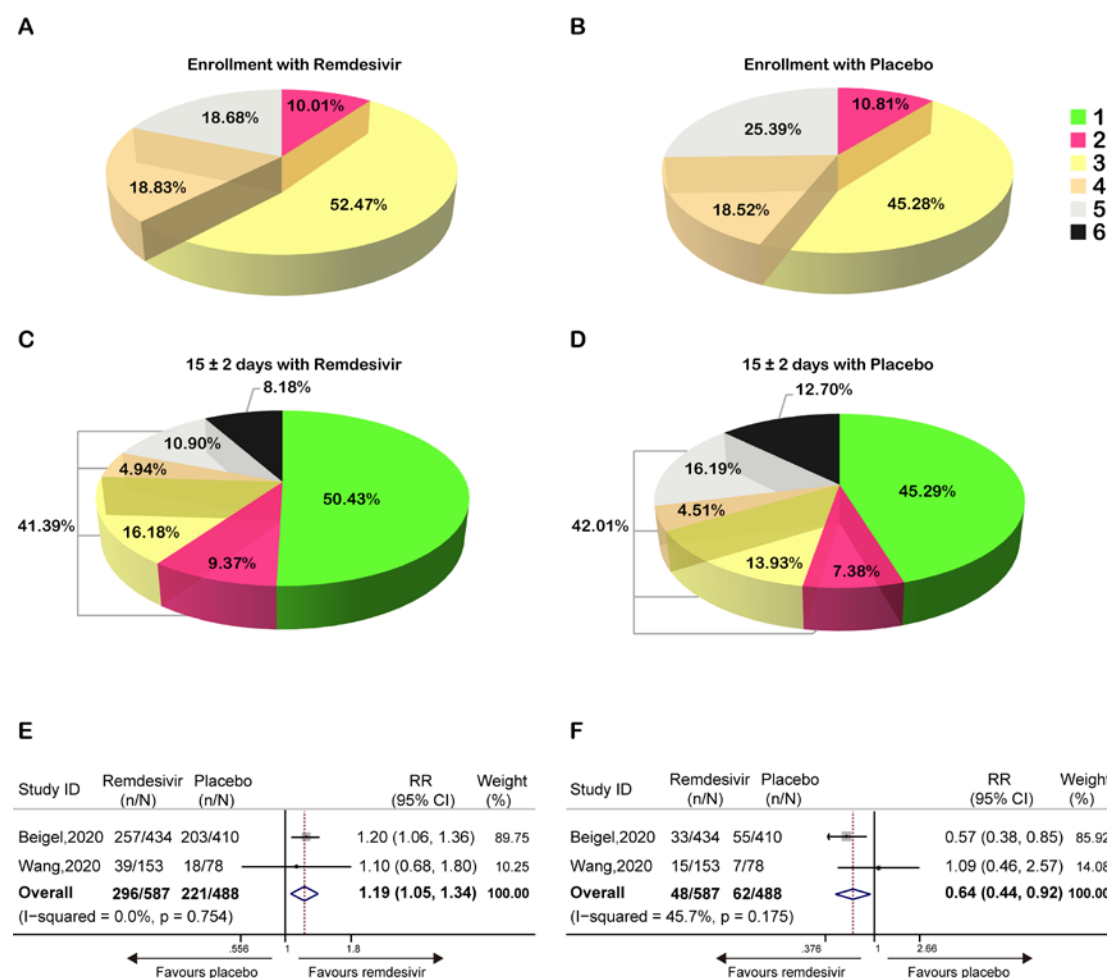 A
Enrollment with Remdesivir
18.68%
10.01%
18.83%
52.47%
B
Enrollment with Placebo
25.39%
10.81%
18.52%
45.28%
1
2
3
4
5
6
C
15 ± 2 days with Remdesivir
8.18%
10.90%
4.94%
50.43%
41.39%
16.18%
9.37%
D
15 ± 2 days with Placebo
12.70%
16.19%
45.29%
4.51%
42.01%
13.93%
7.38%
E
Study ID Remdesivir (n/N) Placebo (n/N) RR (95% CI) Weight (%)
Beigel,2020 257/434 203/410 1.20 (1.06, 1.36) 89.75
Wang,2020 39/153 18/78 1.10 (0.68, 1.80) 10.25
Overall 296/587 221/488 1.19 (1.05, 1.34) 100.00
(I−squared = 0.0%, p = 0.754)
.556 1 1.8
Favours placebo Favours remdesivir
F
Study ID Remdesivir (n/N) Placebo (n/N) RR (95% CI) Weight (%)
Beigel,2020 33/434 55/410 0.57 (0.38, 0.85) 85.92
Wang,2020 15/153 7/78 1.09 (0.46, 2.57) 14.08
Overall 48/587 62/488 0.64 (0.44, 0.92) 100.00
(I−squared = 45.7%, p = 0.175)
.376 1 2.66
Favours remdesivir Favours placebo